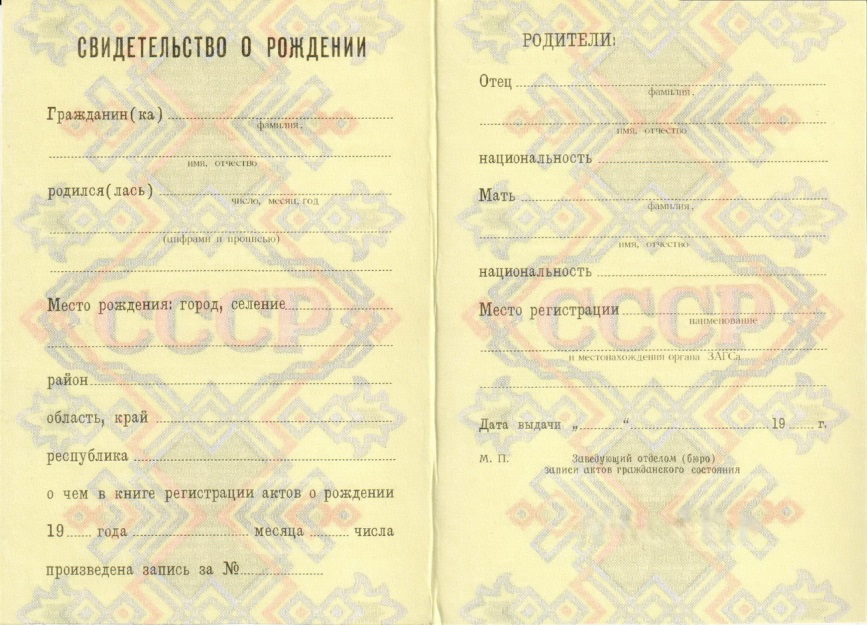 СВИДЕТЕЛЬСТВО О РОЖДЕНИИ
Гражданин(ка)
фамилия,
имя, отчество
родился(лась)
число, месяц, год
(цифрами и прописью)
Место рождения: город, селение
СССР
район
область, край
республика
о чем в книге регистрации актов о рождении
19 года месяца числа
произведена запись за №
РОДИТЕЛИ:
Отец
фамилия,
имя, отчество
национальность
Мать
фамилия,
имя, отчество
национальность
Место регистрации
наименование
СССР
и местонахождения органа ЗАГСа
Дата выдачи „ “ 19 г.
М. П. Заведующий отделом (бюро)
записи актов гражданского состояния